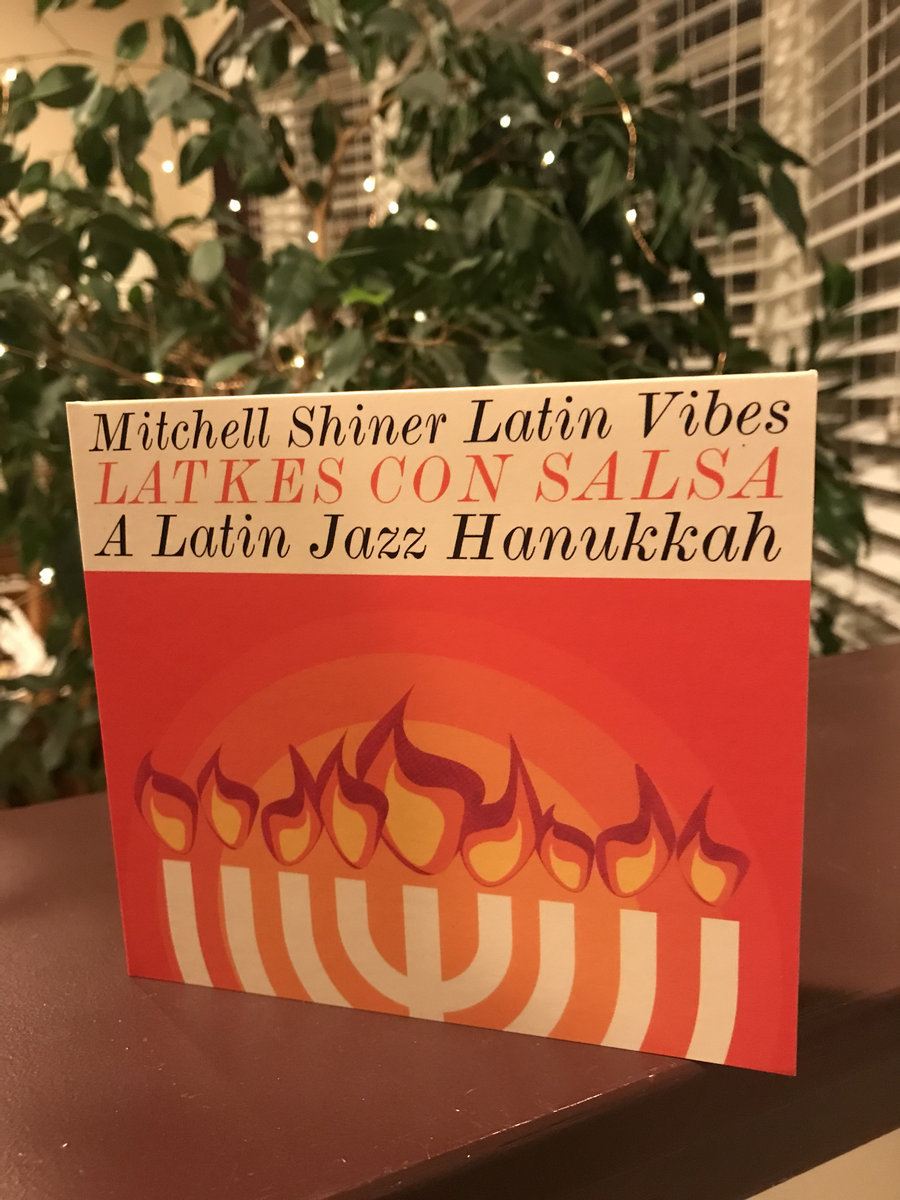 Mitchell Shiner Latin Vibes
LATKES CON SALSA
A Latin Jazz Hanukkah